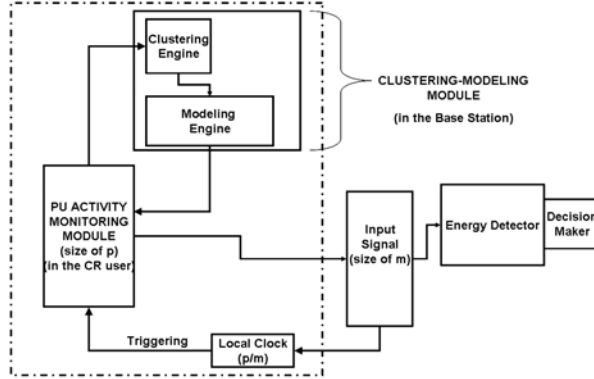 Clustering
Engine
Modeling
Engine
CLUSTERING-MODELING
MODULE
(in the Base Station)
PU ACTIVITY
MONITORING
MODULE
(size of p)
(in the CR user)
Input
Signal
(size of m)
Energy Detector
Decision
Maker
Triggering
Local Clock
(p/m)